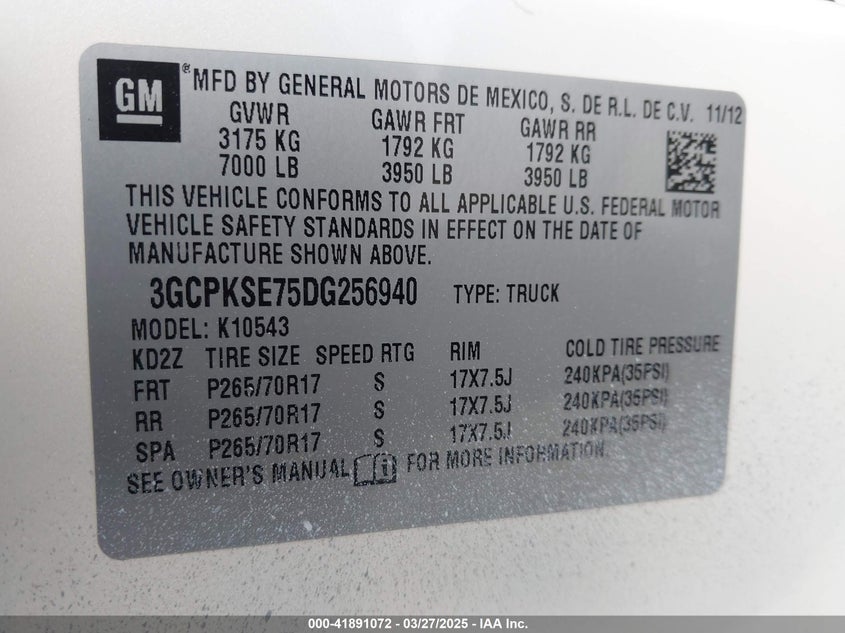 GM ® MFD BY GENERAL MOTORS DE MEXICO, S. DE R.L. DE C.V. 11/12
GVWR GAWR FRT GAWR RR
3175 KG 1792 KG 1792 KG
7000 LB 3950 LB 3950 LB
THIS VEHICLE CONFORMS TO ALL APPLICABLE U.S. FEDERAL MOTOR
VEHICLE SAFETY STANDARDS IN EFFECT ON THE DATE OF
MANUFACTURE SHOWN ABOVE.
3GCPKSE75DG256940 TYPE: TRUCK
MODEL: K10543
KD2Z TIRE SIZE SPEED RTG RIM COLD TIRE PRESSURE
FRT P265/70R17 S 17X7.5J 240KPA(35PSI)
RR P265/70R17 S 17X7.5J 240KPA(35PSI)
SPA P265/70R17 S 17X7.5J 240KPA(35PSI)
SEE OWNER'S MANUAL FOR MORE INFORMATION.
000-41891072 - 03/27/2025 - IAA Inc.